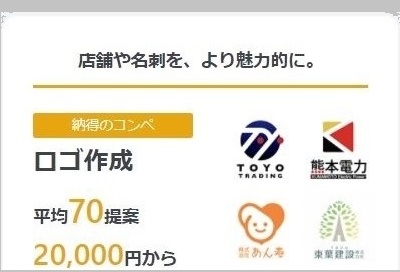 店舗や名刺を、より魅力的に。
納得のコンペ
ロゴ作成
平均70提案
20,000円から
TOYO
TRADING
熊本電力
KUMAMOTO Electric Power
株式会社めん寿
東葉建設株式会社